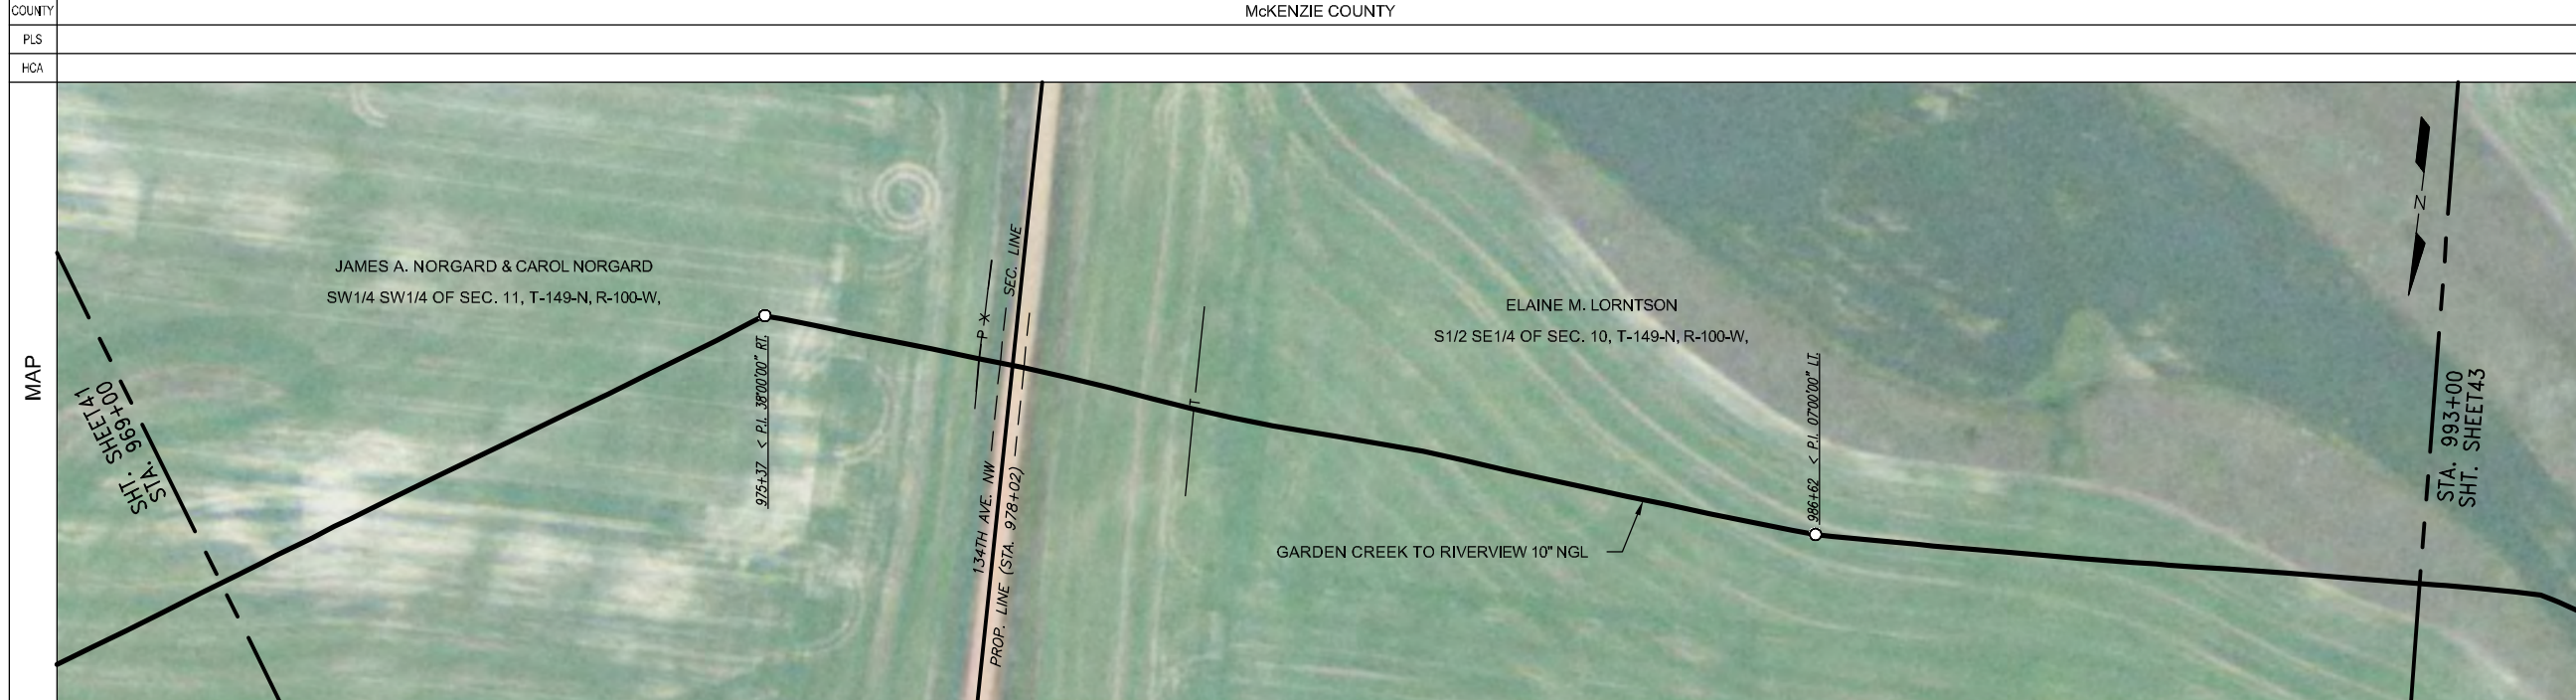 COUNTY
McKENZIE COUNTY
PLS
HCA
MAP
SHT. SHEET41
STA. 969+00
JAMES A. NORGARD & CAROL NORGARD
SW1/4 SW1/4 OF SEC. 11, T-149-N, R-100-W,
975+37 < P.I. 38°00'00" RT.
P
SEC. LINE
134TH AVE. NW
PROP. LINE (STA. 978+02)
T
ELAINE M. LORNTSON
S1/2 SE1/4 OF SEC. 10, T-149-N, R-100-W,
GARDEN CREEK TO RIVERVIEW 10" NGL
986+62 < P.I. 07°00'00" LT.
N
STA. 993+00
SHT. SHEET43